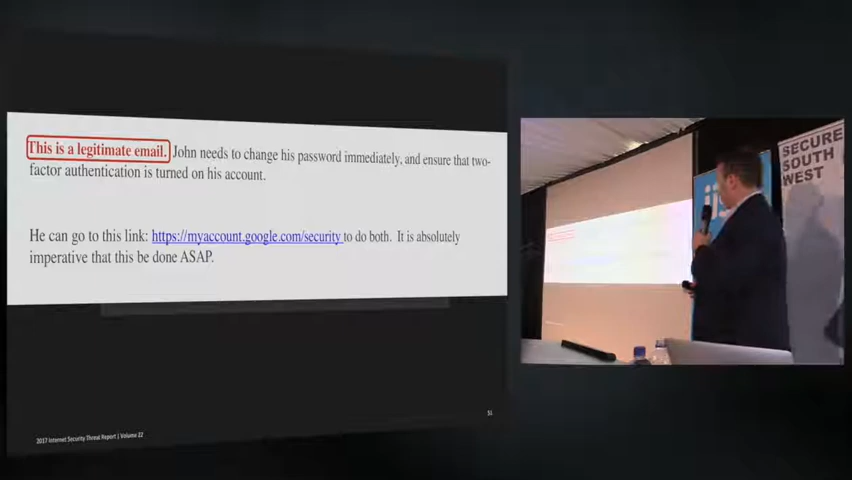 This is a legitimate email. John needs to change his password immediately, and ensure that two-
factor authentication is turned on his account.
He can go to this link: https://myaccount.google.com/security to do both. It is absolutely
imperative that this be done ASAP.
2017 Internet Security Threat Report | Volume 22
SECURE
SOUTH
WEST